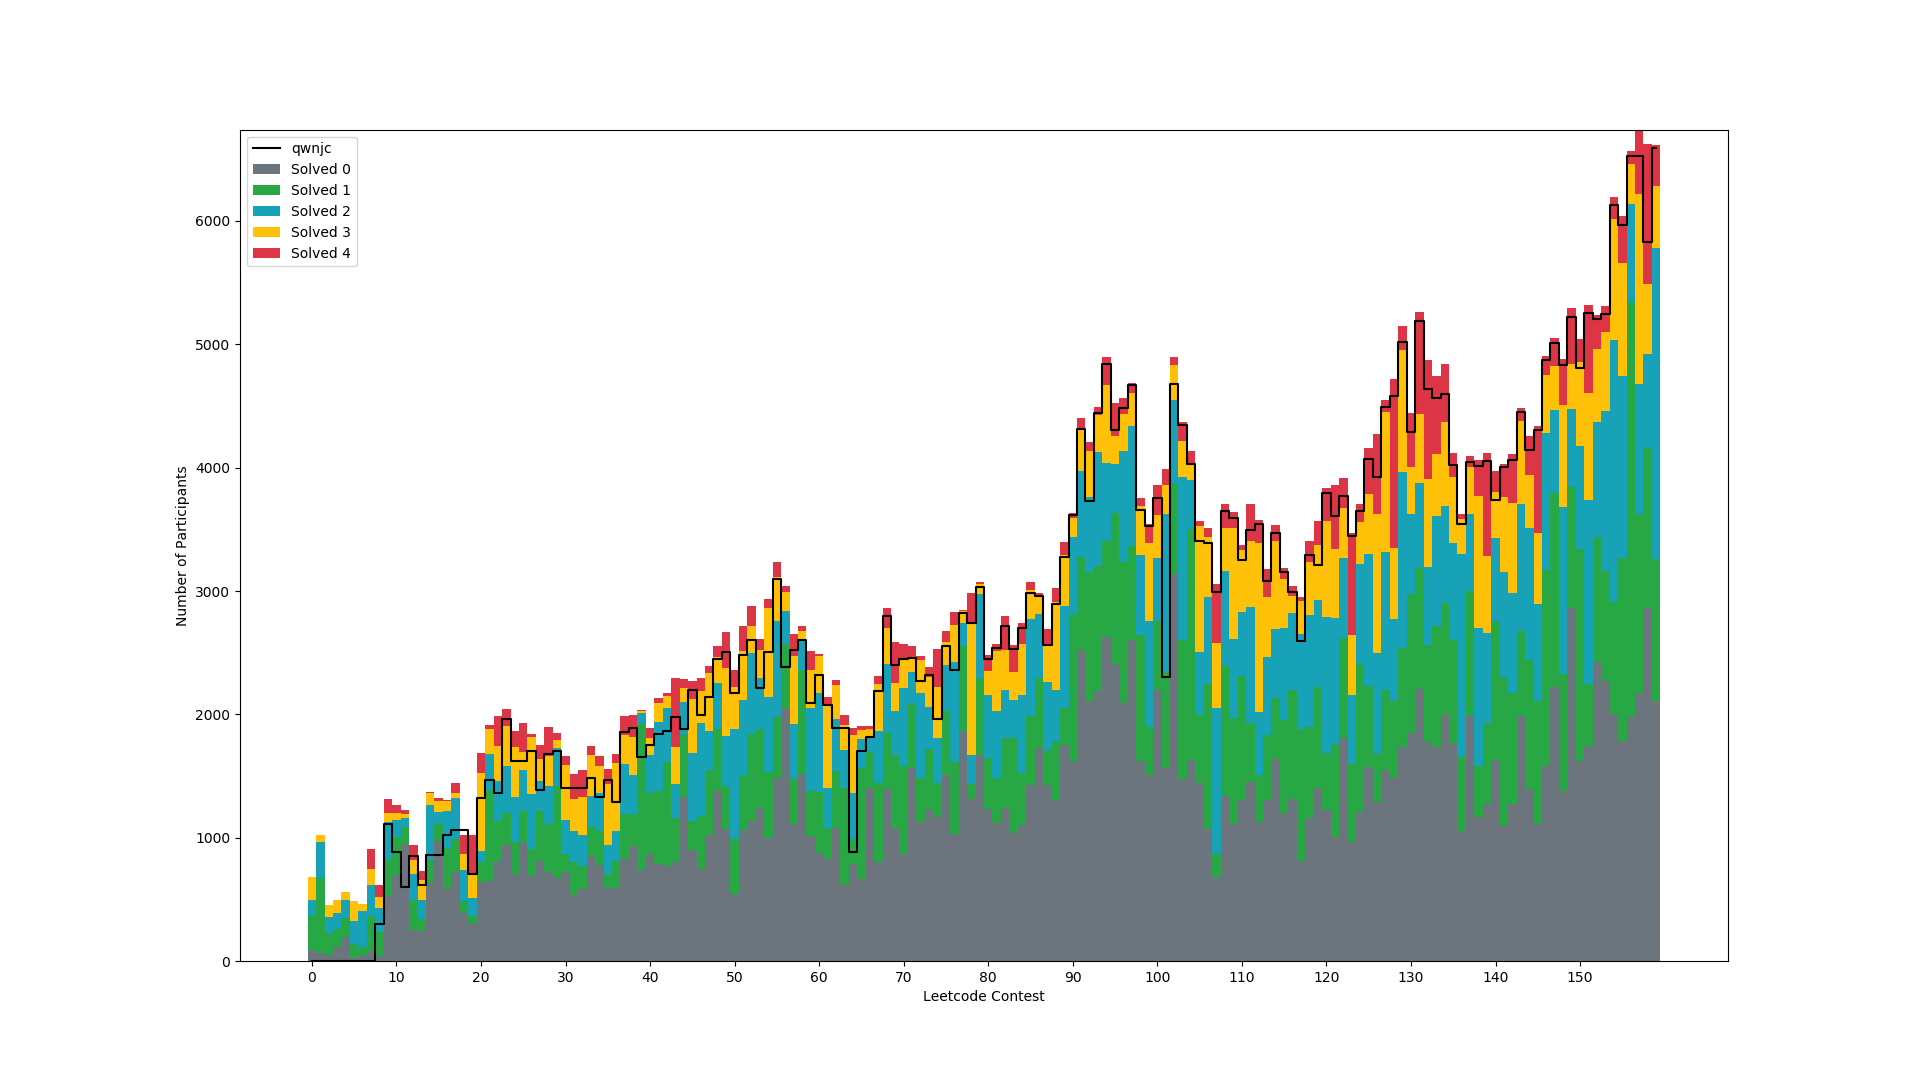 qwnjc
Solved 0
Solved 1
Solved 2
Solved 3
Solved 4
6000
5000
4000
3000
2000
1000
0
Number of Participants
0 10 20 30 40 50 60 70 80 90 100 110 120 130 140 150
Leetcode Contest